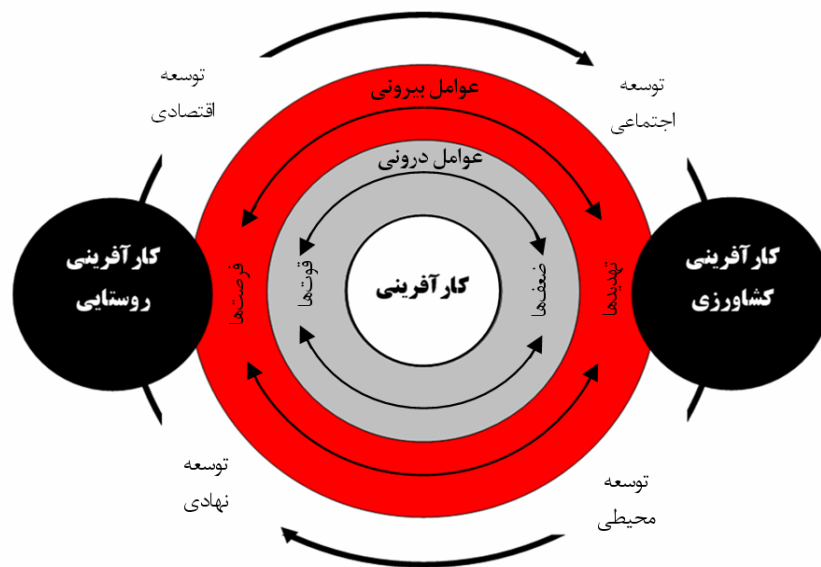 توسعه
اجتماعی
توسعه
اقتصادی
عوامل بیرونی
عوامل درونی
کارآفرینی
کشاورزی
تهدیدها
ضعف‌ها
کارآفرینی
قوت‌ها
فرصت‌ها
کارآفرینی
روستایی
توسعه
محیطی
توسعه
نهادی